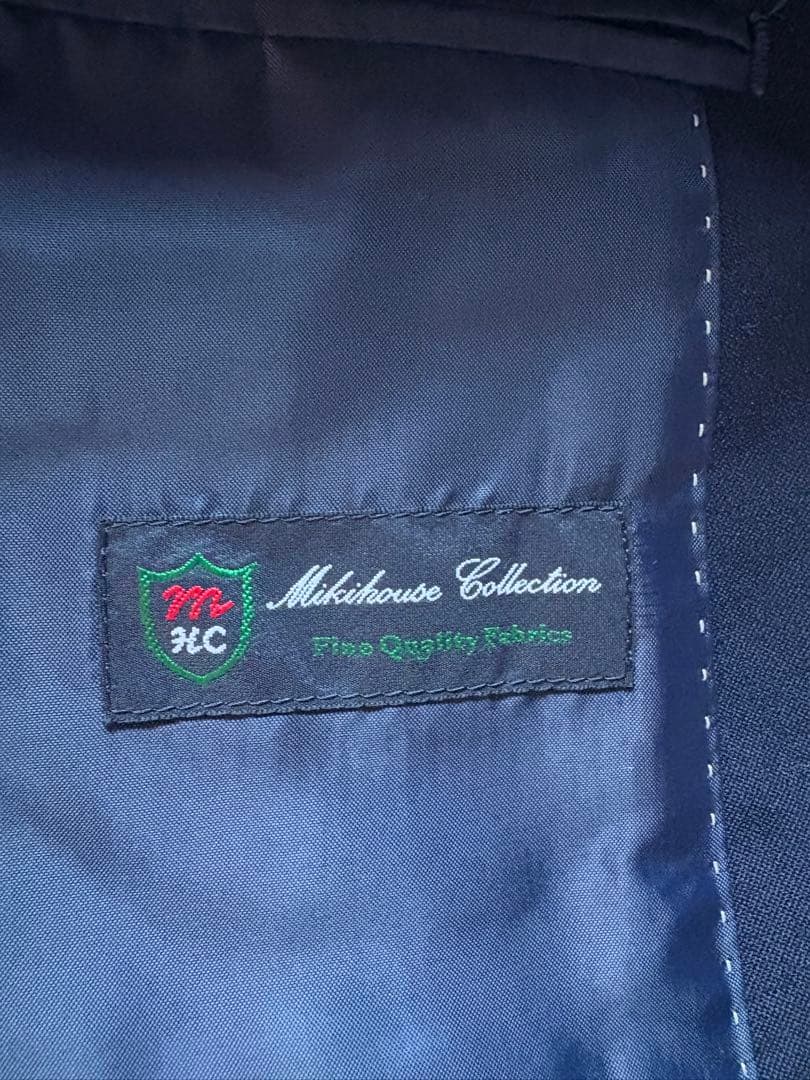 m
HC
Mikihouse Collection
Fine Quality Fabrics